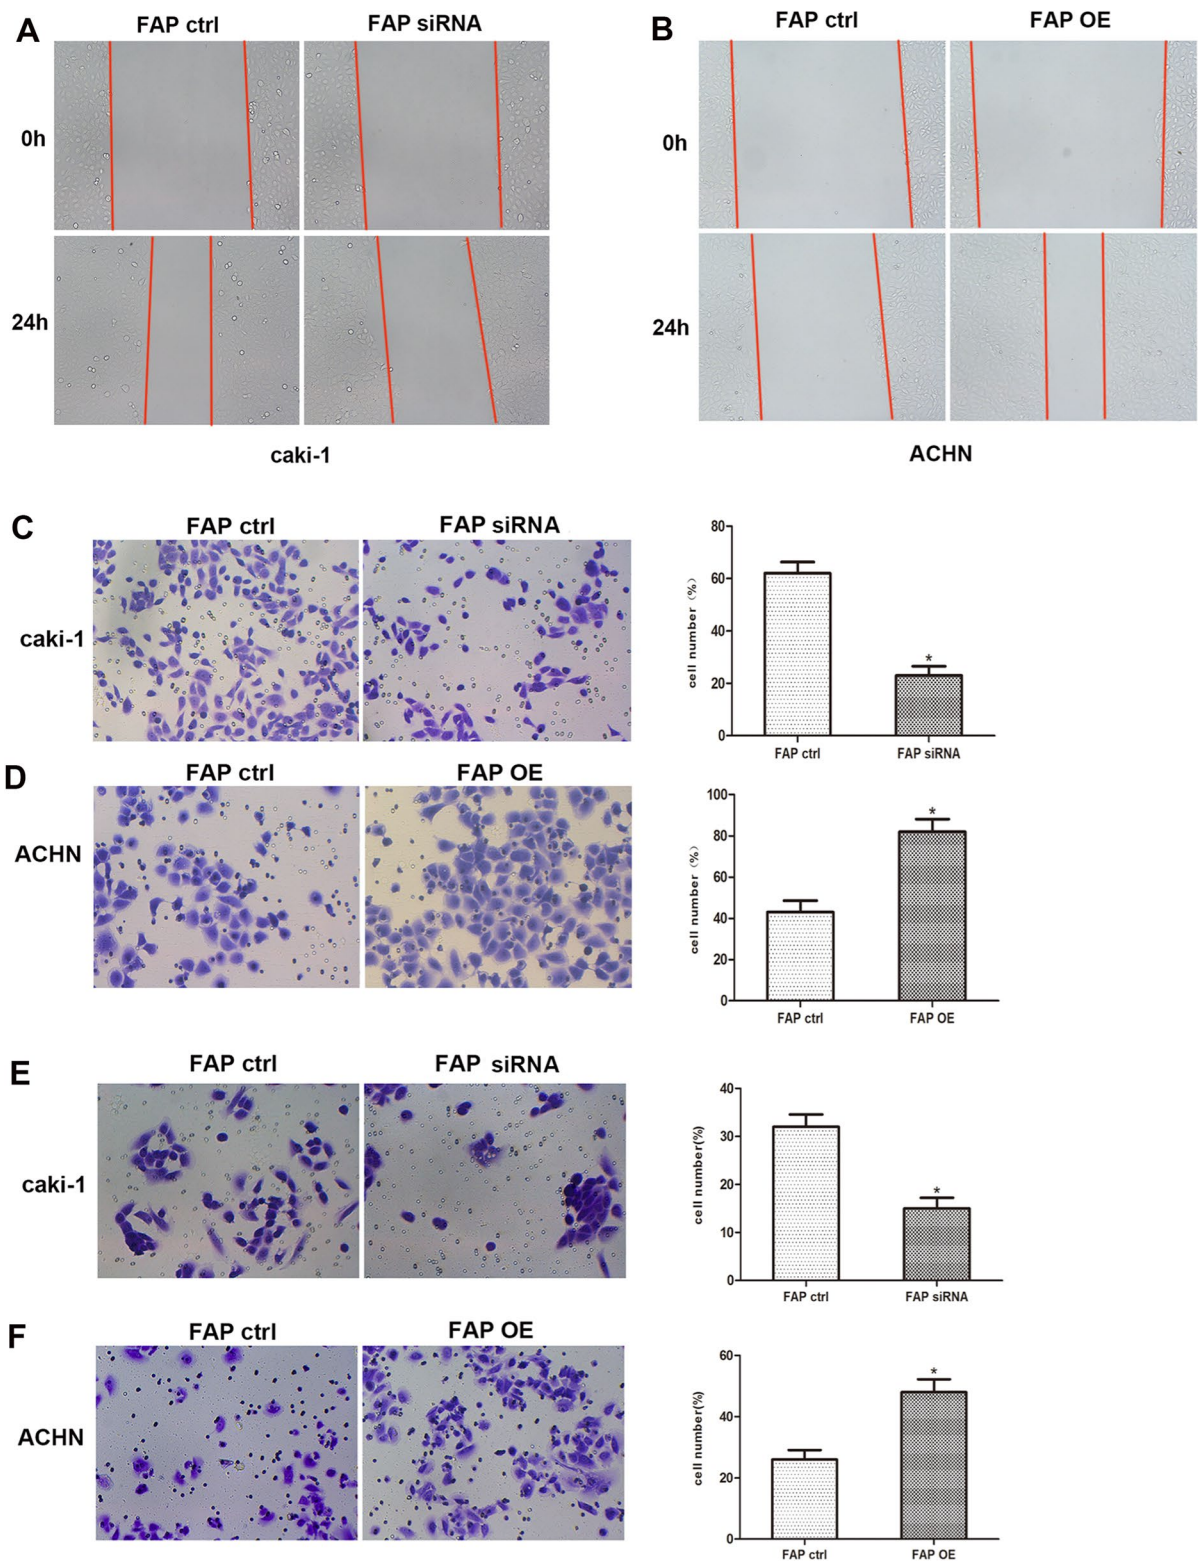 A
FAP ctrl
FAP siRNA
0h
24h
caki-1
B
FAP ctrl
FAP OE
0h
24h
ACHN
C
FAP ctrl
FAP siRNA
caki-1
80
60
40
20
0
cell number (%)
*
FAP ctrl
FAP siRNA
D
FAP ctrl
FAP OE
ACHN
100
80
60
40
20
0
cell number (%)
*
FAP ctrl
FAP OE
E
FAP ctrl
FAP siRNA
caki-1
40
30
20
10
0
cell number(%)
*
FAP ctrl
FAP siRNA
F
FAP ctrl
FAP OE
ACHN
60
40
20
0
cell number(%)
*
FAP ctrl
FAP OE